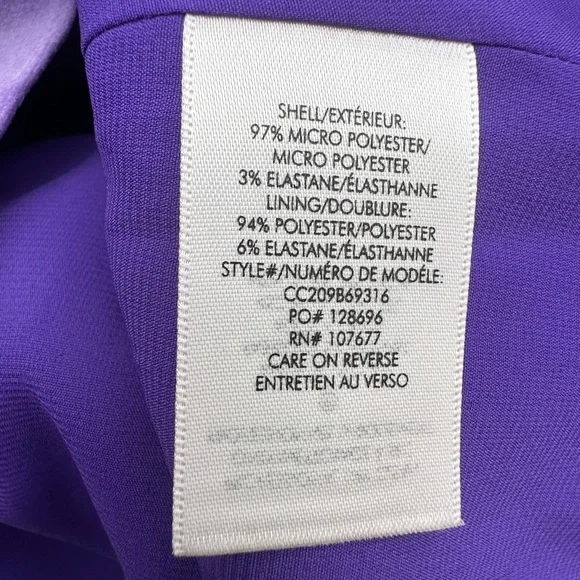 SHELL/EXTÉRIEUR:
97% MICRO POLYESTER/
MICRO POLYESTER
3% ELASTANE/ÉLASTHANNE
LINING/DOUBLURE:
94% POLYESTER/POLYESTER
6% ELASTANE/ÉLASTHANNE
STYLE#/NUMÉRO DE MODÉLE:
CC209B69316
PO# 128696
RN# 107677
CARE ON REVERSE
ENTRETIEN AU VERSO